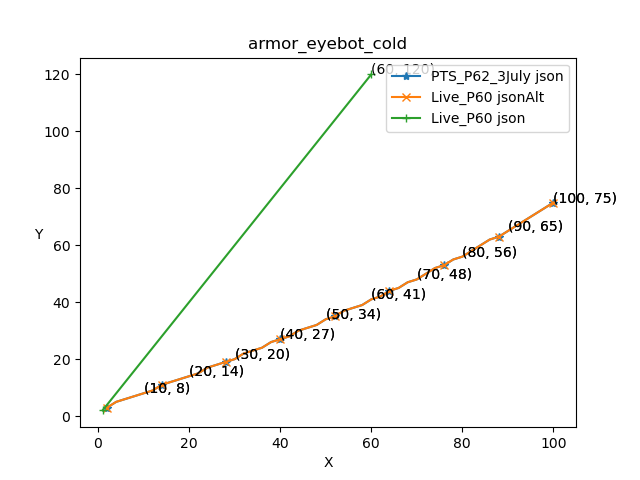 armor_eyebot_cold
PTS_P62_3July json
Live_P60 jsonAlt
Live_P60 json
(60, 120)
(100, 75)
(90, 65)
(80, 56)
(70, 48)
(60, 41)
(50, 34)
(40, 27)
(30, 20)
(20, 14)
(10, 8)
Y
120
100
80
60
40
20
0
0 20 40 60 80 100
X